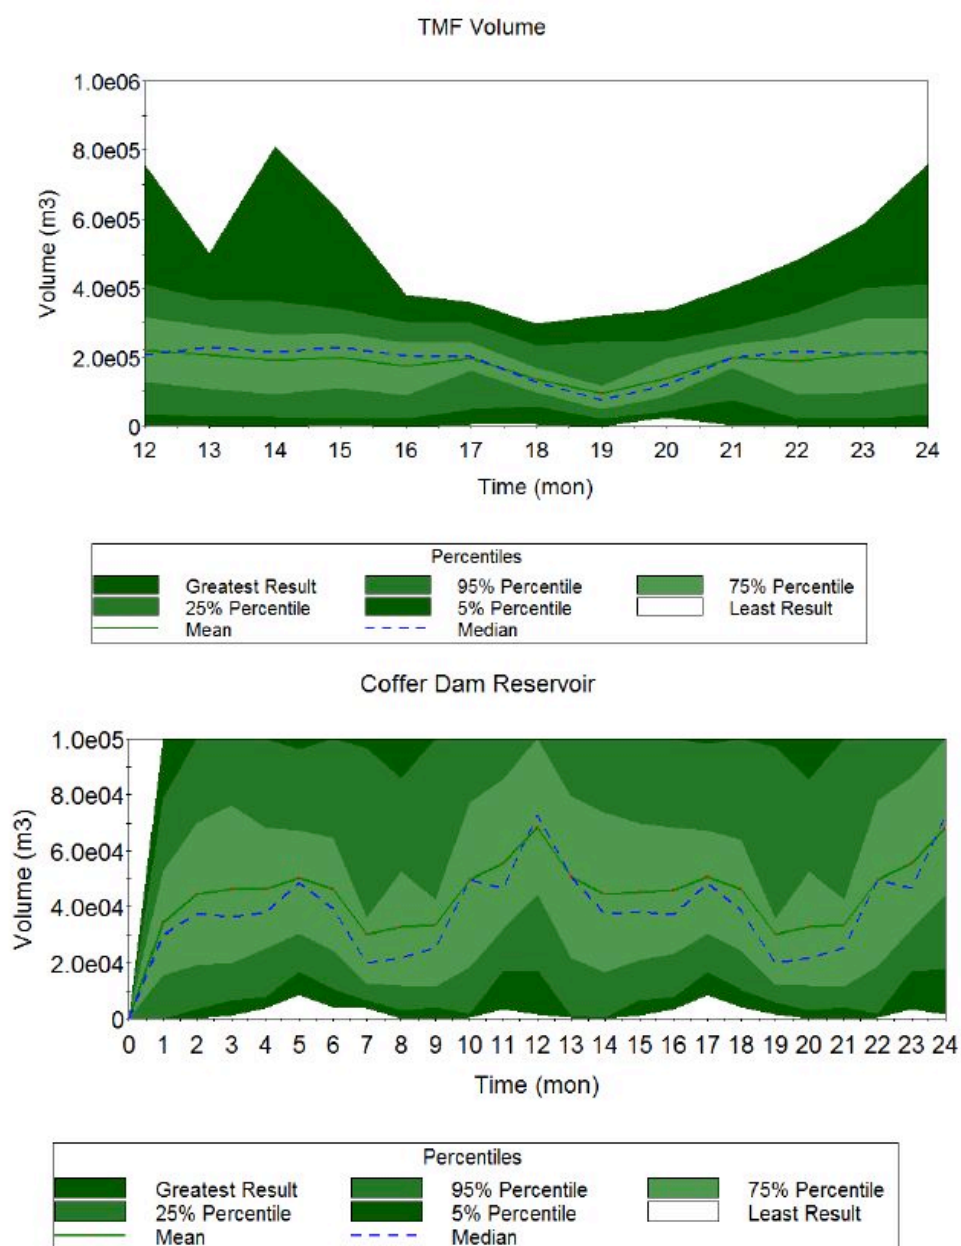 TMF Volume
1.0e06
8.0e05
6.0e05
4.0e05
2.0e05
0
Volume (m3)
12 13 14 15 16 17 18 19 20 21 22 23 24
Time (mon)
Percentiles
Greatest Result 95% Percentile 75% Percentile
25% Percentile 5% Percentile Least Result
Mean Median
Coffer Dam Reservoir
1.0e05
8.0e04
6.0e04
4.0e04
2.0e04
0
Volume (m3)
0 1 2 3 4 5 6 7 8 9 10 11 12 13 14 15 16 17 18 19 20 21 22 23 24
Time (mon)
Percentiles
Greatest Result 95% Percentile 75% Percentile
25% Percentile 5% Percentile Least Result
Mean Median